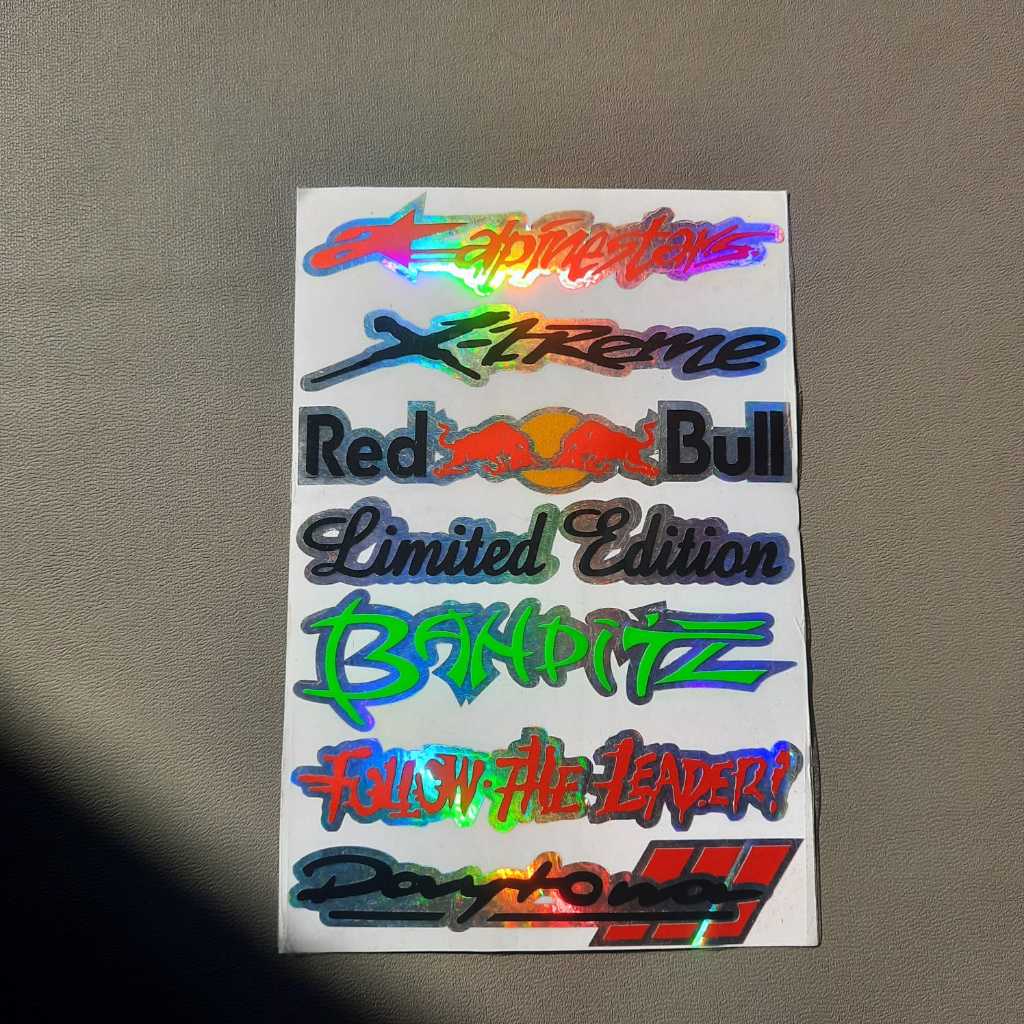 alpinestars
X-tReme
Red Bull
Limited Edition
BANDiTZ
FOLLOW·THE LEADER!
Daytona